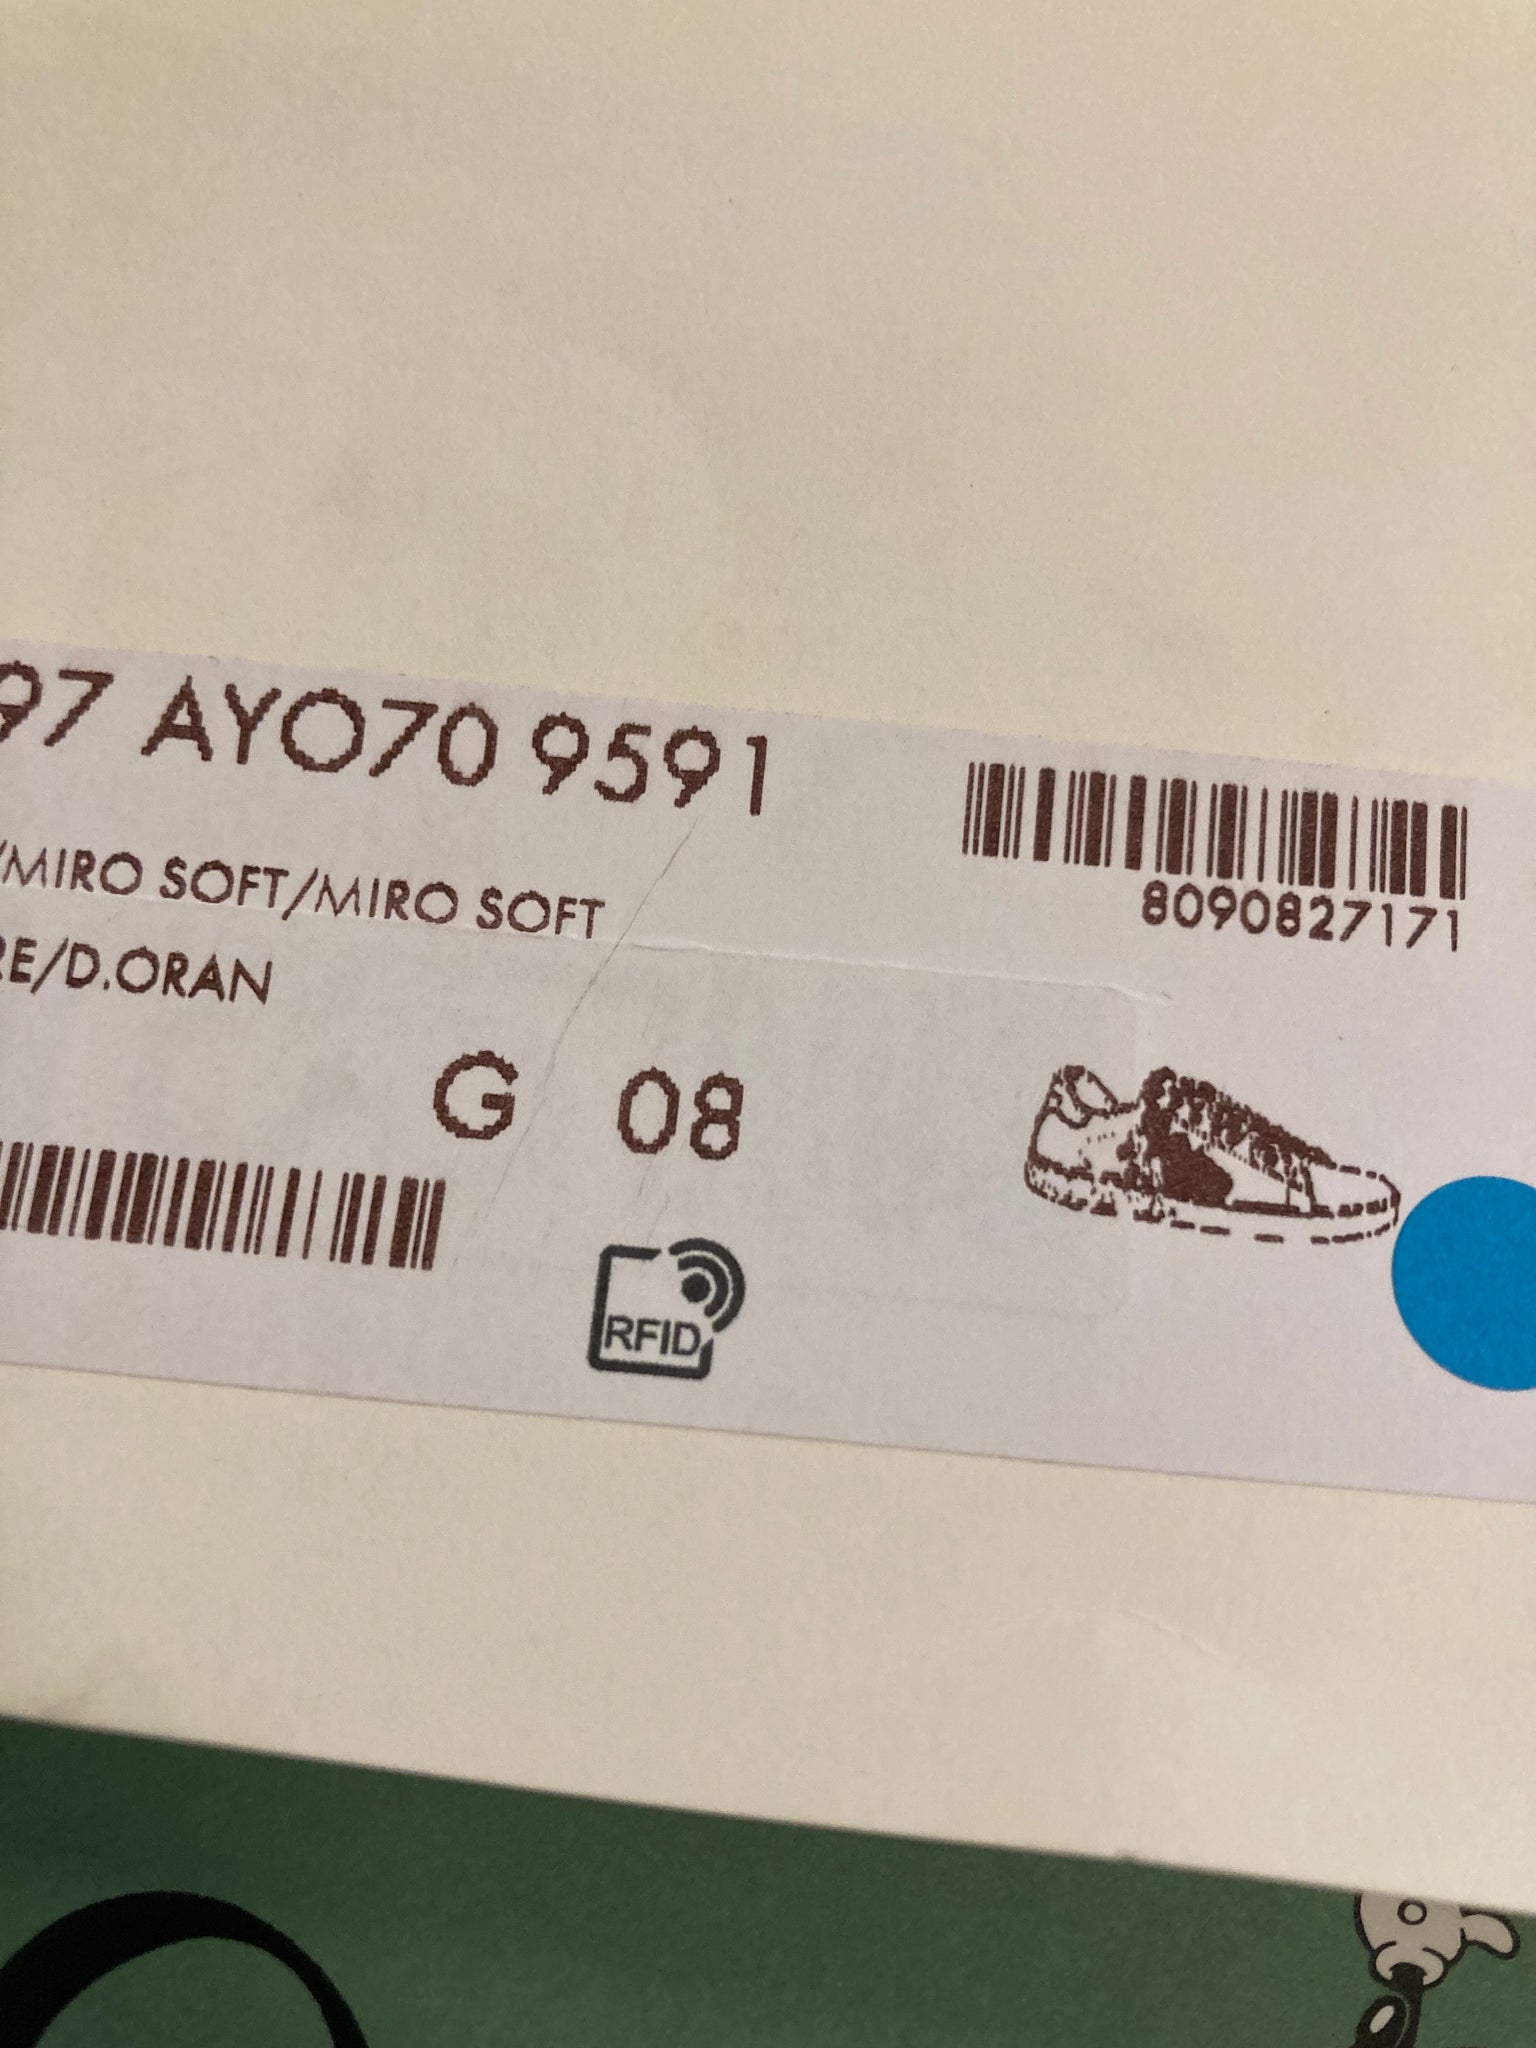 97 AYO70 9591
8090827171
/MIRO SOFT/MIRO SOFT
RE/D.ORAN
G 08
RFID